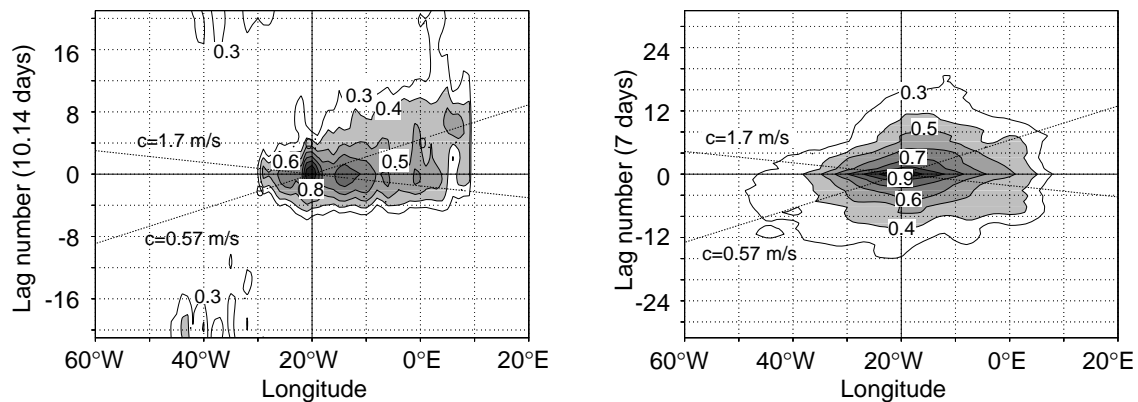 Lag number (10.14 days)
16
8
0
-8
-16
0.3
0.3
0.4
c=1.7 m/s
0.6
0.5
0.8
c=0.57 m/s
0.3
60°W
40°W
20°W
0°E
20°E
Longitude
Lag number (7 days)
24
12
0
-12
-24
0.3
c=1.7 m/s
0.5
0.7
0.9
0.6
0.4
c=0.57 m/s
60°W
40°W
20°W
0°E
20°E
Longitude